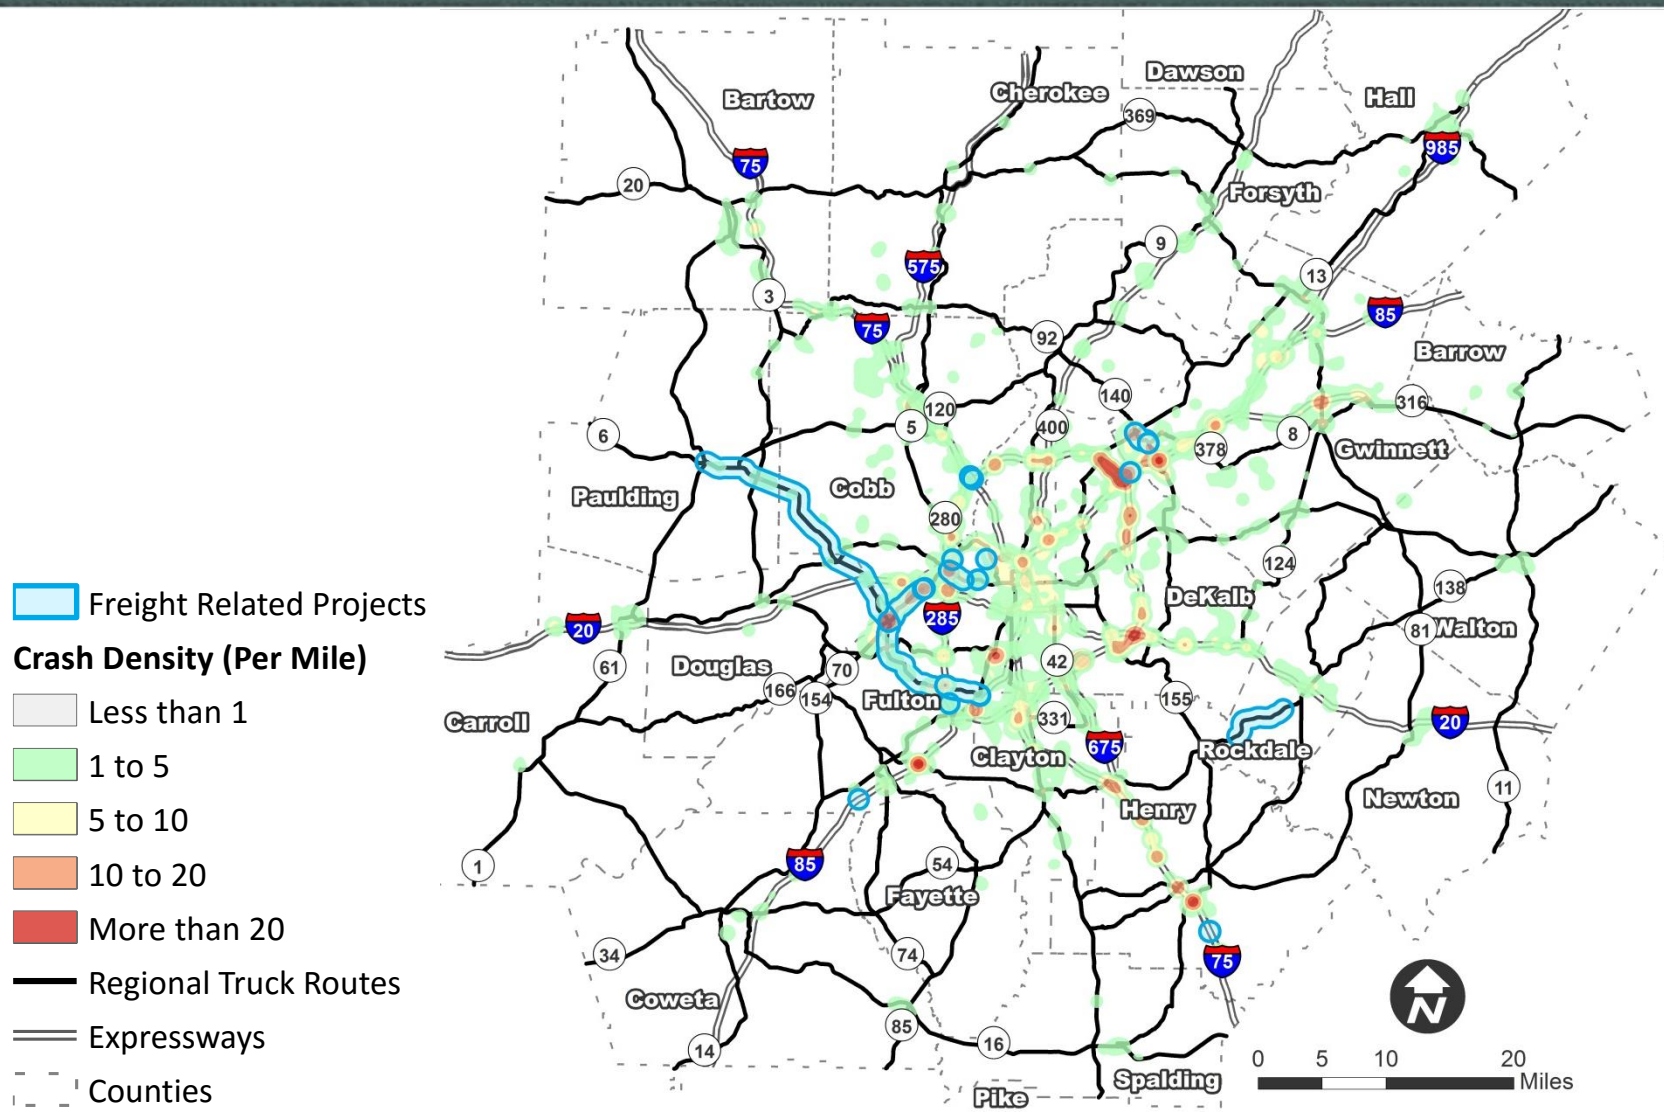 Freight Related Projects
Crash Density (Per Mile)
Less than 1
1 to 5
5 to 10
10 to 20
More than 20
Regional Truck Routes
Expressways
Counties
Dawson
Bartow
Cherokee
Hall
369
985
75
20
Forsyth
9
575
13
3
85
75
92
Barrow
140
120
316
5
400
6
378
8
Gwinnett
Paulding
Cobb
280
124
138
DeKalb
285
20
81
Walton
61
Douglas
70
42
166
154
Fulton
155
Carroll
331
20
675
Rockdale
Clayton
11
Newton
Henry
1
85
54
Fayette
34
74
75
Coweta
N
85
14
16
0 5 10 20
Miles
Spalding
Pike